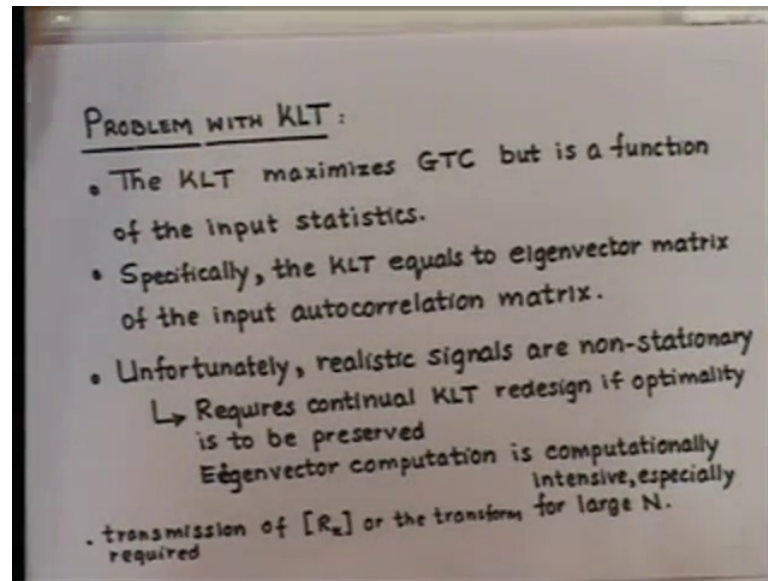 PROBLEM WITH KLT:
• The KLT maximizes GTC but is a function
of the input statistics.
• Specifically, the KLT equals to eigenvector matrix
of the input autocorrelation matrix.
• Unfortunately, realistic signals are non-stationary
↳ Requires continual KLT redesign if optimality
is to be preserved
Eigenvector computation is computationally
intensive, especially
• transmission of [Rx] or the transform for large N.
required